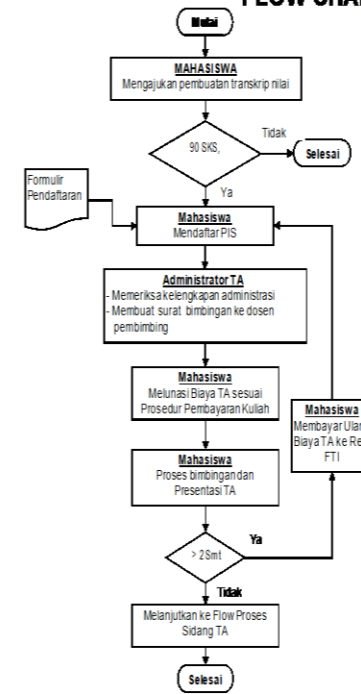 FLOW CHA
Mulai
MAHASISWA
Mengajukan pembuatan transkrip nilai
90 SKS,
Tidak
Selesai
Ya
Formulir
Pendaftaran
Mahasiswa
Mendaftar PIS
Administrator TA
- Memeriksa kelengkapan administrasi
- Membuat surat bimbingan ke dosen
pembimbing
Mahasiswa
Melunasi Biaya TA sesuai
Prosedur Pembayaran Kuliah
Mahasiswa
Membayar Ulan
Biaya TA ke Re
FTI
Mahasiswa
Proses bimbingan dan
Presentasi TA
> 2 Smt
Ya
Tidak
Melanjutkan ke Flow Proses
Sidang TA
Selesai